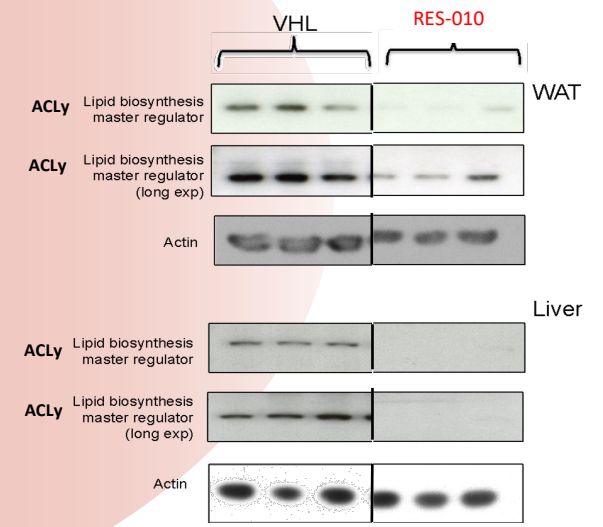 VHL
RES-010
WAT
ACLy
Lipid biosynthesis
master regulator
ACLy
Lipid biosynthesis
master regulator
(long exp)
Actin
Liver
ACLy
Lipid biosynthesis
master regulator
ACLy
Lipid biosynthesis
master regulator
(long exp)
Actin